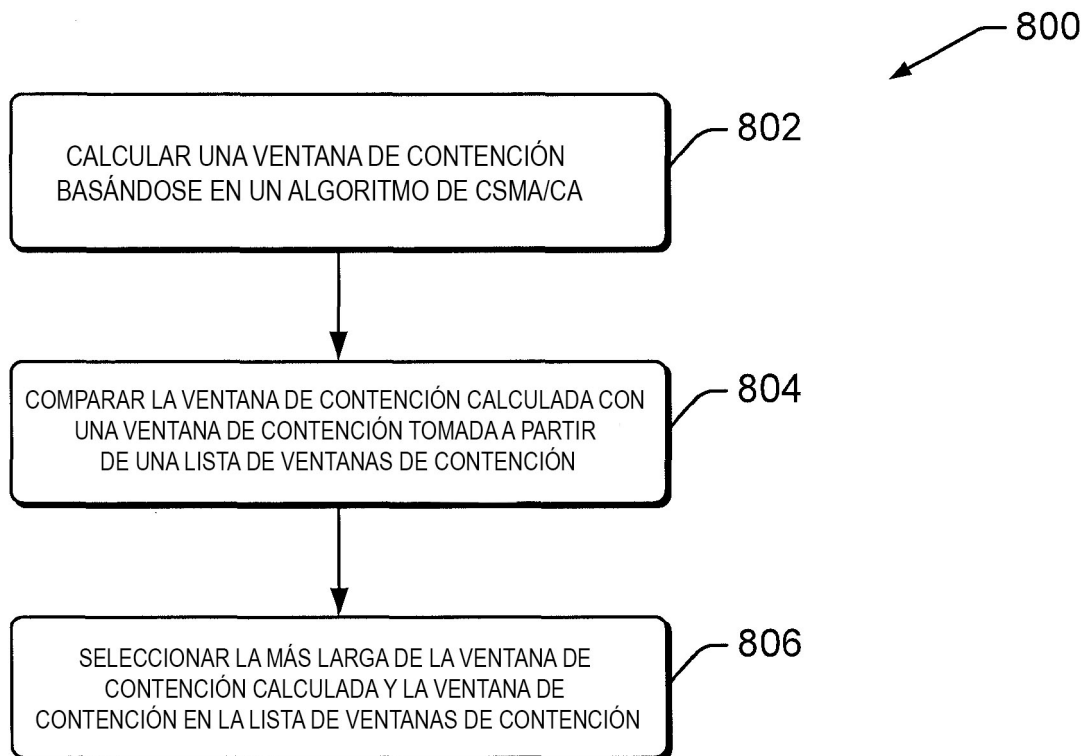 800
802
CALCULAR UNA VENTANA DE CONTENCIÓN
BASÁNDOSE EN UN ALGORITMO DE CSMA/CA
804
COMPARAR LA VENTANA DE CONTENCIÓN CALCULADA CON
UNA VENTANA DE CONTENCIÓN TOMADA A PARTIR
DE UNA LISTA DE VENTANAS DE CONTENCIÓN
806
SELECCIONAR LA MÁS LARGA DE LA VENTANA DE
CONTENCIÓN CALCULADA Y LA VENTANA DE
CONTENCIÓN EN LA LISTA DE VENTANAS DE CONTENCIÓN